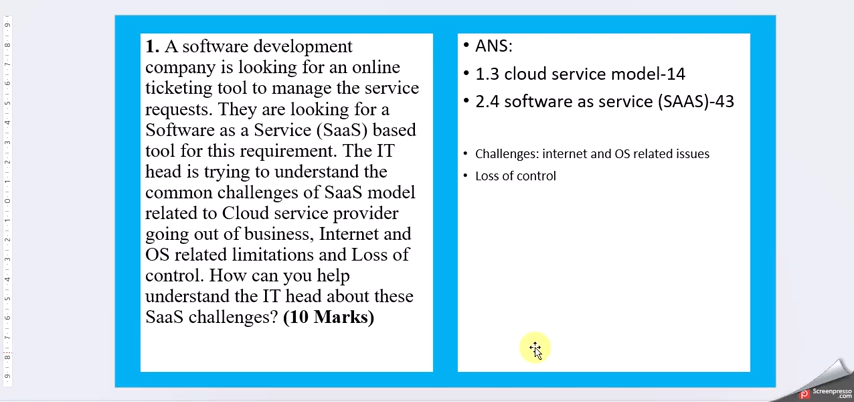 1. A software development
company is looking for an online
ticketing tool to manage the service
requests. They are looking for a
Software as a Service (SaaS) based
tool for this requirement. The IT
head is trying to understand the
common challenges of SaaS model
related to Cloud service provider
going out of business, Internet and
OS related limitations and Loss of
control. How can you help
understand the IT head about these
SaaS challenges? (10 Marks)
• ANS:
• 1.3 cloud service model-14
• 2.4 software as service (SAAS)-43
• Challenges: internet and OS related issues
• Loss of control
Screenpresso
.com